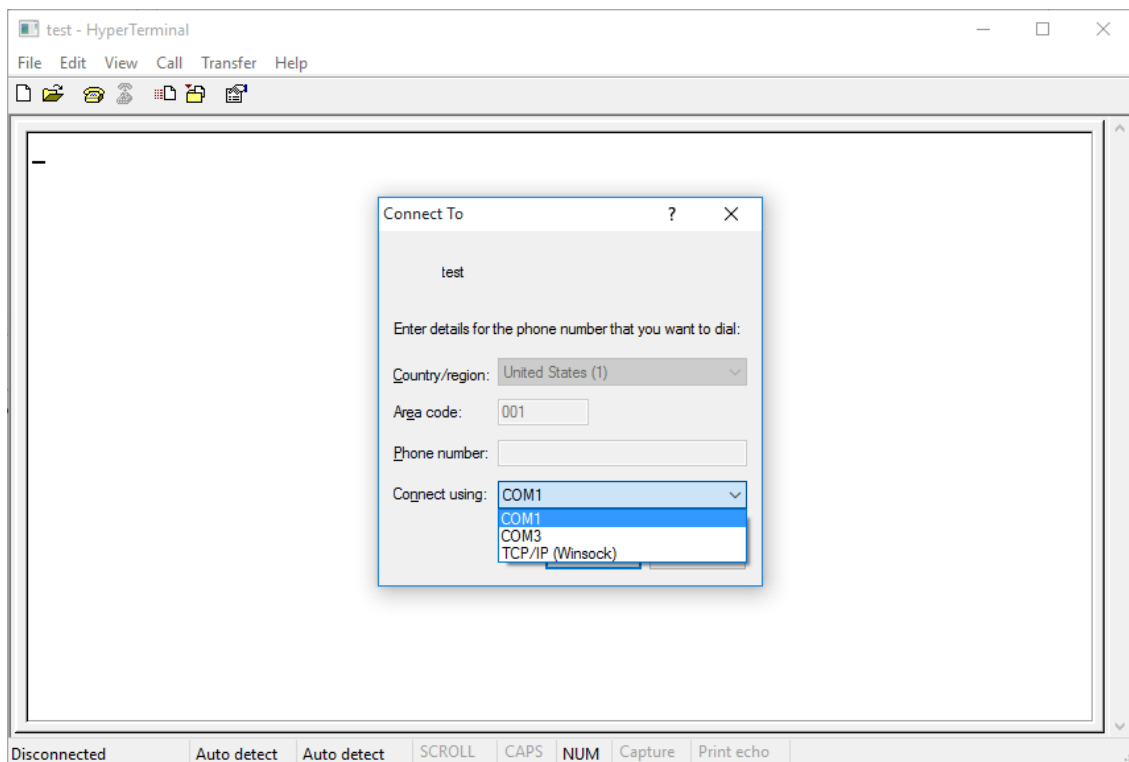 test - HyperTerminal
File Edit View Call Transfer Help
Connect To ?
test
Enter details for the phone number that you want to dial:
Country/region: United States (1)
Area code: 001
Phone number:
Connect using: COM1
COM1
COM3
TCP/IP (Winsock)
Disconnected Auto detect Auto detect SCROLL CAPS NUM Capture Print echo